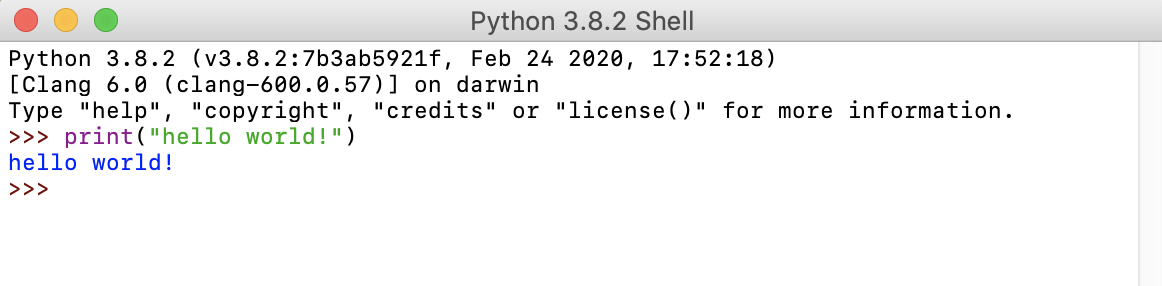 Python 3.8.2 Shell
Python 3.8.2 (v3.8.2:7b3ab5921f, Feb 24 2020, 17:52:18)
[Clang 6.0 (clang-600.0.57)] on darwin
Type "help", "copyright", "credits" or "license()" for more information.
>>> print("hello world!")
hello world!
>>>